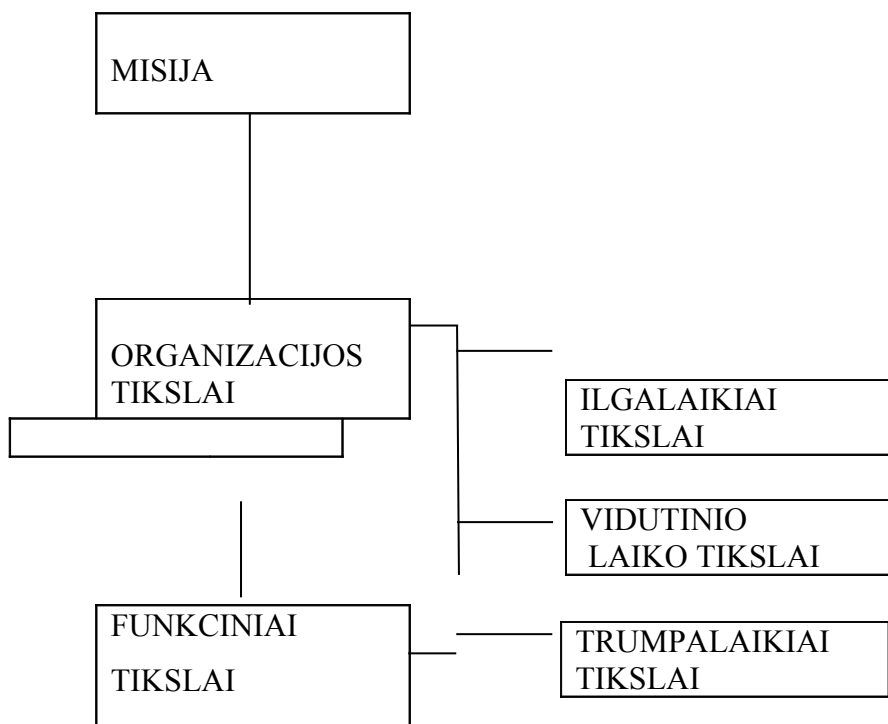 MISIJA
ORGANIZACIJOS
TIKSLAI
ILGALAIKIAI
TIKSLAI
VIDUTINIO
LAIKO TIKSLAI
FUNKCINIAI
TIKSLAI
TRUMPALAIKIAI
TIKSLAI